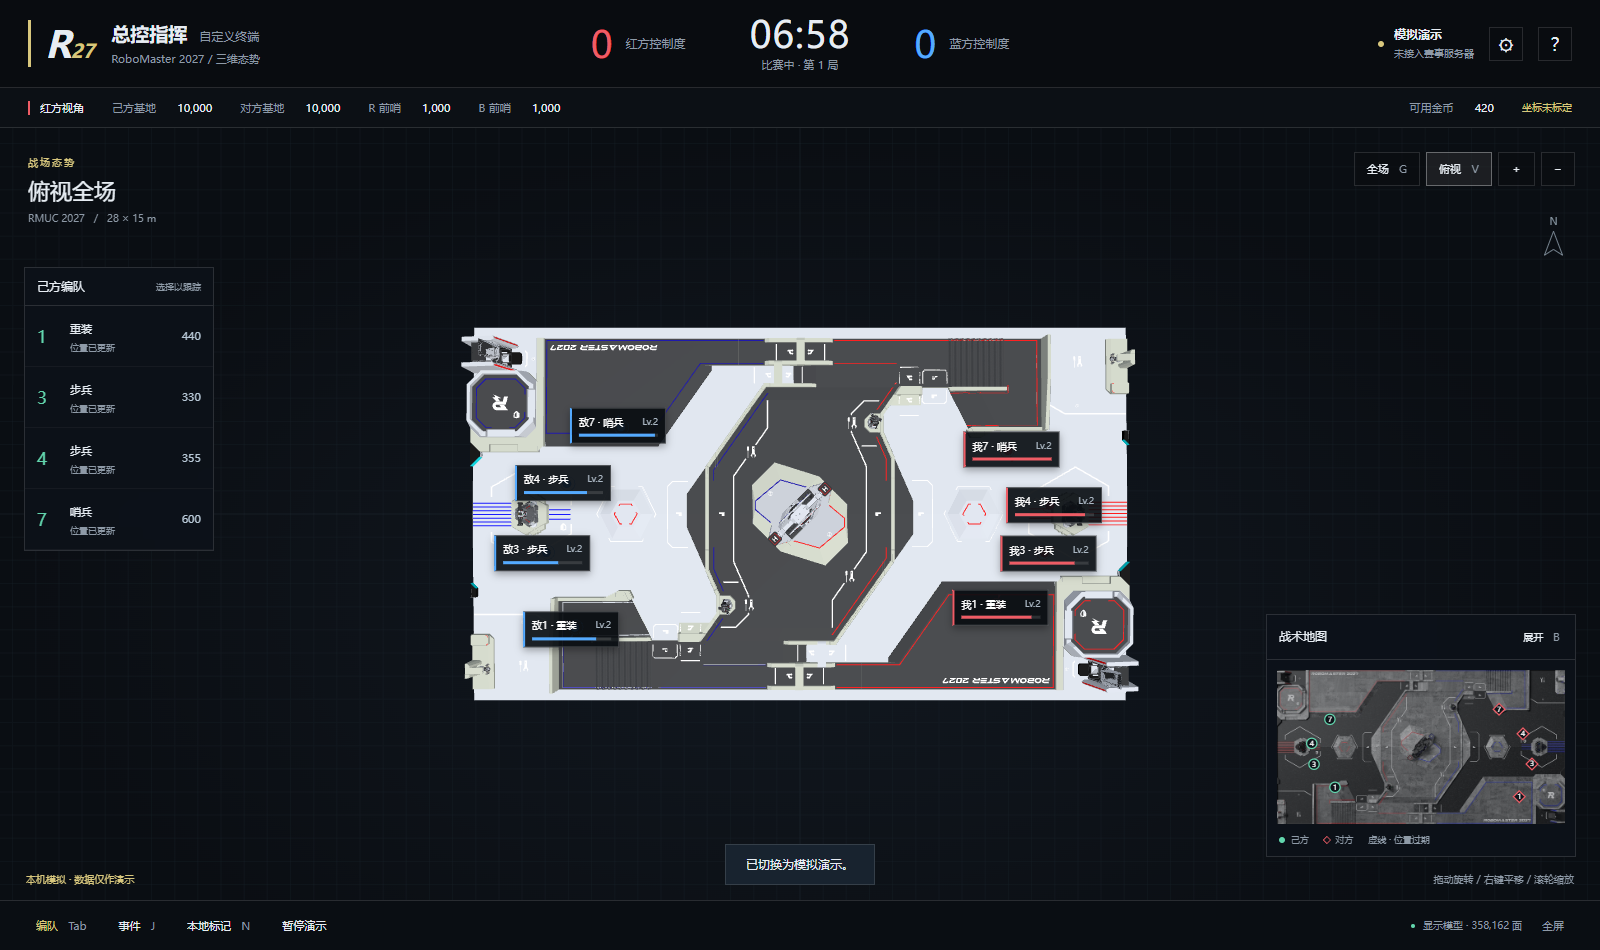 R27
总控指挥 自定义终端
RoboMaster 2027 / 三维态势
0 红方控制度
06:58
比赛中 · 第 1 局
0 蓝方控制度
模拟演示
未接入赛事服务器
?
红方视角 己方基地 10,000 对方基地 10,000 R 前哨 1,000 B 前哨 1,000
可用金币 420 坐标未标定
战场态势
俯视全场
RMUC 2027 / 28 × 15 m
全场 G
俯视 V
+
−
N
己方编队 选择以跟踪
1 重装 440
位置已更新
3 步兵 330
位置已更新
4 步兵 355
位置已更新
7 哨兵 600
位置已更新
ROBOMASTER 2027
敌7 · 哨兵 Lv.2
我7 · 哨兵 Lv.2
敌4 · 步兵 Lv.2
我4 · 步兵 Lv.2
敌3 · 步兵 Lv.2
我3 · 步兵 Lv.2
敌1 · 重装 Lv.2
我1 · 重装 Lv.2
R
R
H
H
ROBOMASTER 2027
战术地图 展开 B
7
4
3
1
7
4
3
1
己方 对方 虚线 · 位置过期
已切换为模拟演示。
本机模拟 · 数据仅作演示
拖动旋转 / 右键平移 / 滚轮缩放
编队 Tab 事件 J 本地标记 N 暂停演示
显示模型 · 358,162 面 全屏